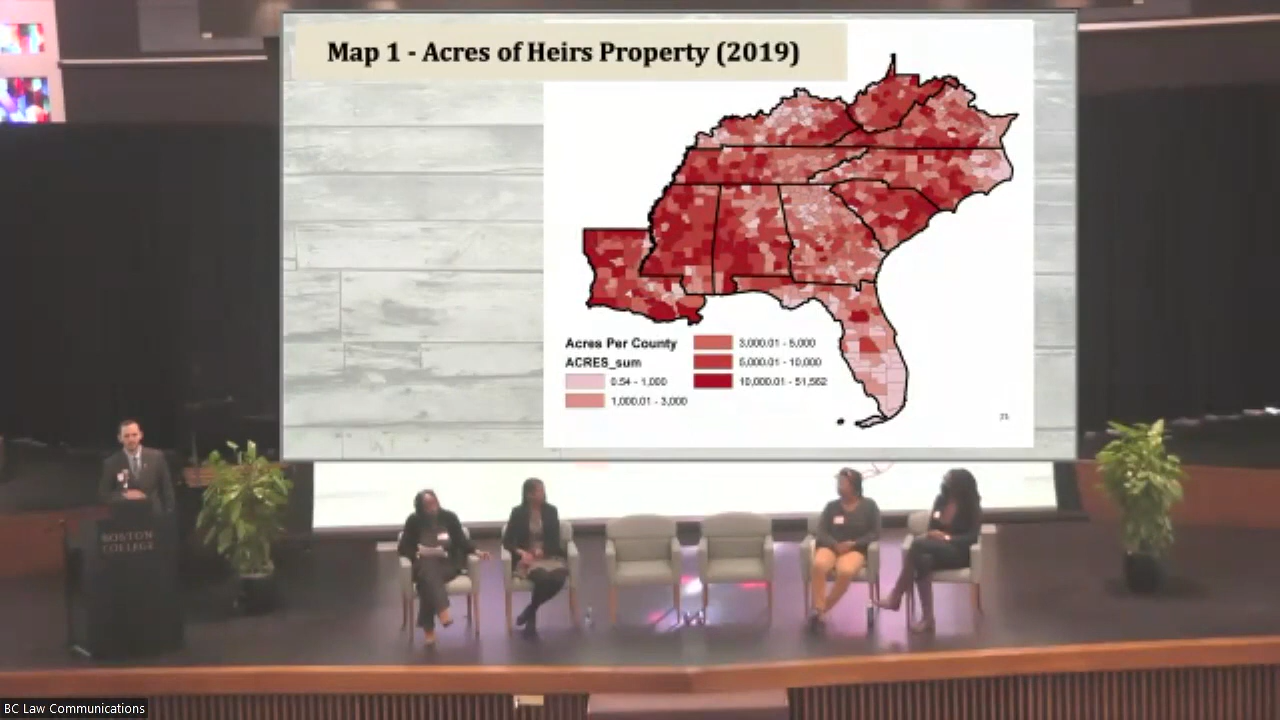 Map 1 - Acres of Heirs Property (2019)
Acres Per County
ACRES_sum
0.54 - 1,000
1,000.01 - 3,000
3,000.01 - 5,000
5,000.01 - 10,000
10,000.01 - 51,562
BOSTON
COLLEGE
BC Law Communications